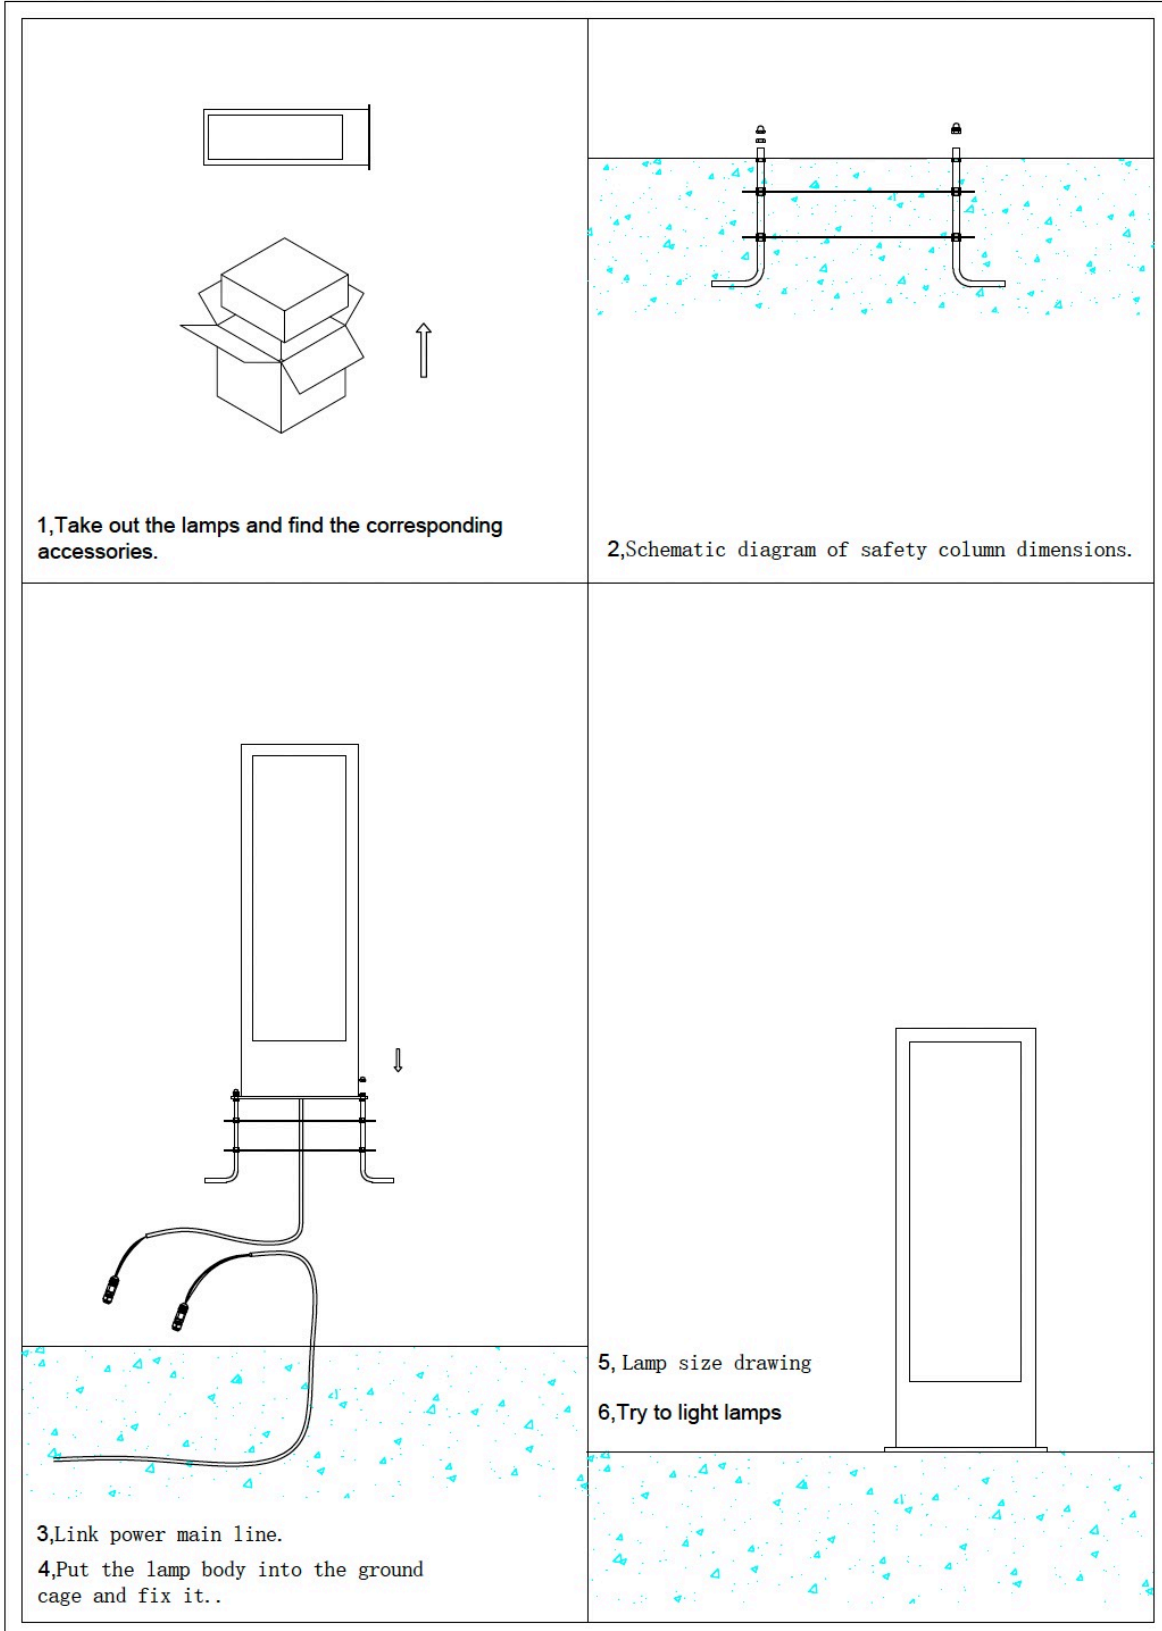 1,Take out the lamps and find the corresponding
accessories.
2,Schematic diagram of safety column dimensions.
3,Link power main line.
4,Put the lamp body into the ground
cage and fix it..
5, Lamp size drawing
6,Try to light lamps